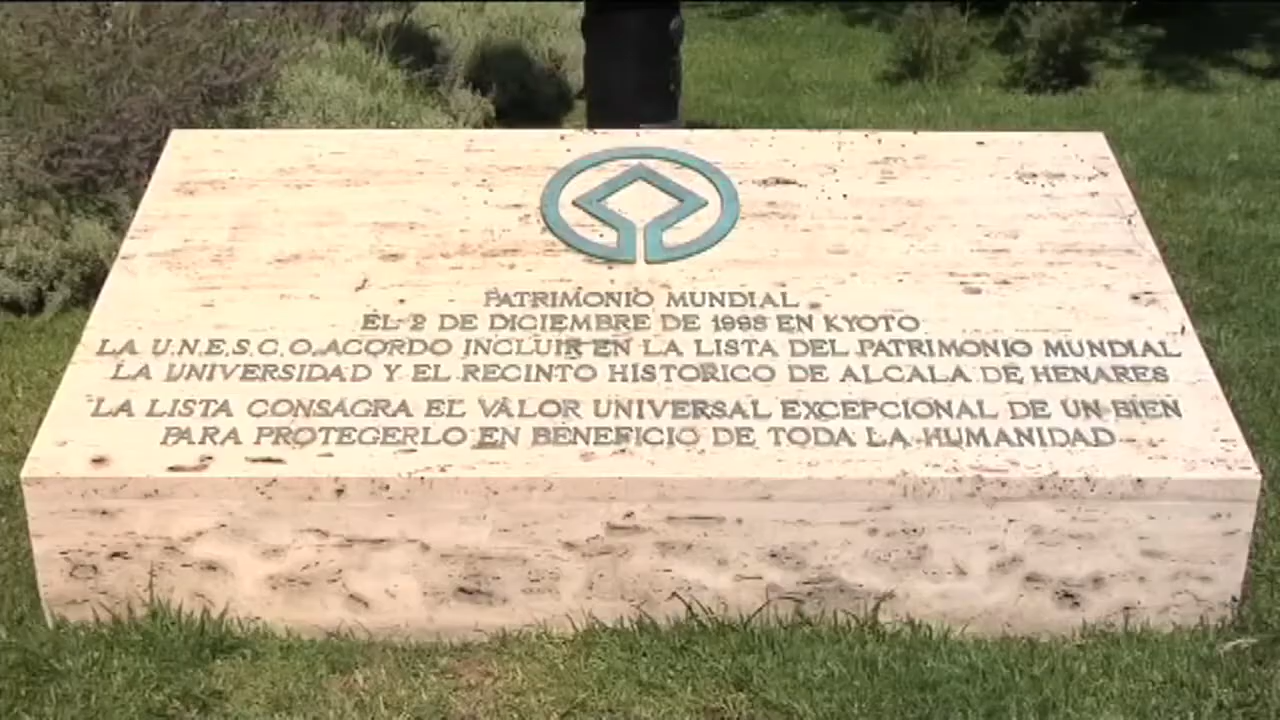 PATRIMONIO MUNDIAL
EL 2 DE DICIEMBRE DE 1998 EN KYOTO
LA U.N.E.S.C.O. ACORDO INCLUIR EN LA LISTA DEL PATRIMONIO MUNDIAL
LA UNIVERSIDAD Y EL RECINTO HISTORICO DE ALCALA DE HENARES
LA LISTA CONSAGRA EL VALOR UNIVERSAL EXCEPCIONAL DE UN BIEN
PARA PROTEGERLO EN BENEFICIO DE TODA LA HUMANIDAD